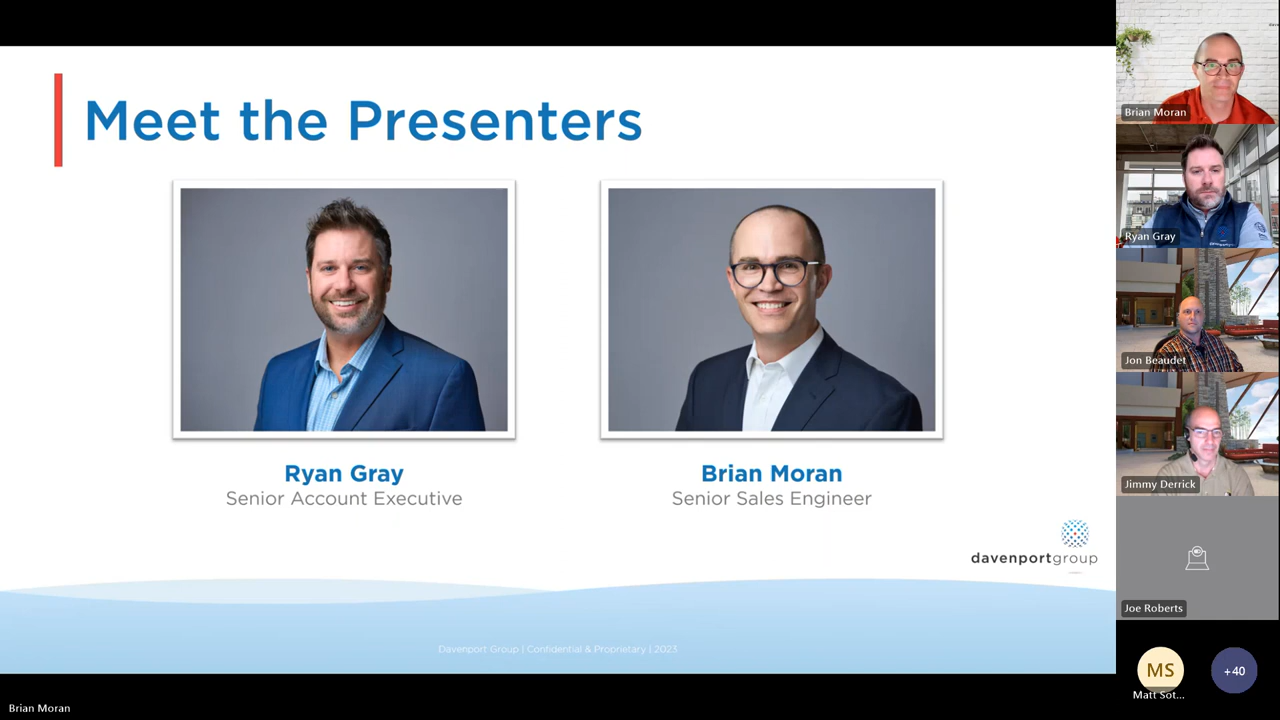 Meet the Presenters
Ryan Gray
Senior Account Executive
Brian Moran
Senior Sales Engineer
davenportgroup
Davenport Group | Confidential & Proprietary | 2023
Brian Moran
Brian Moran
Ryan Gray
Jon Beaudet
Jimmy Derrick
Joe Roberts
MS
Matt Sot...
+40